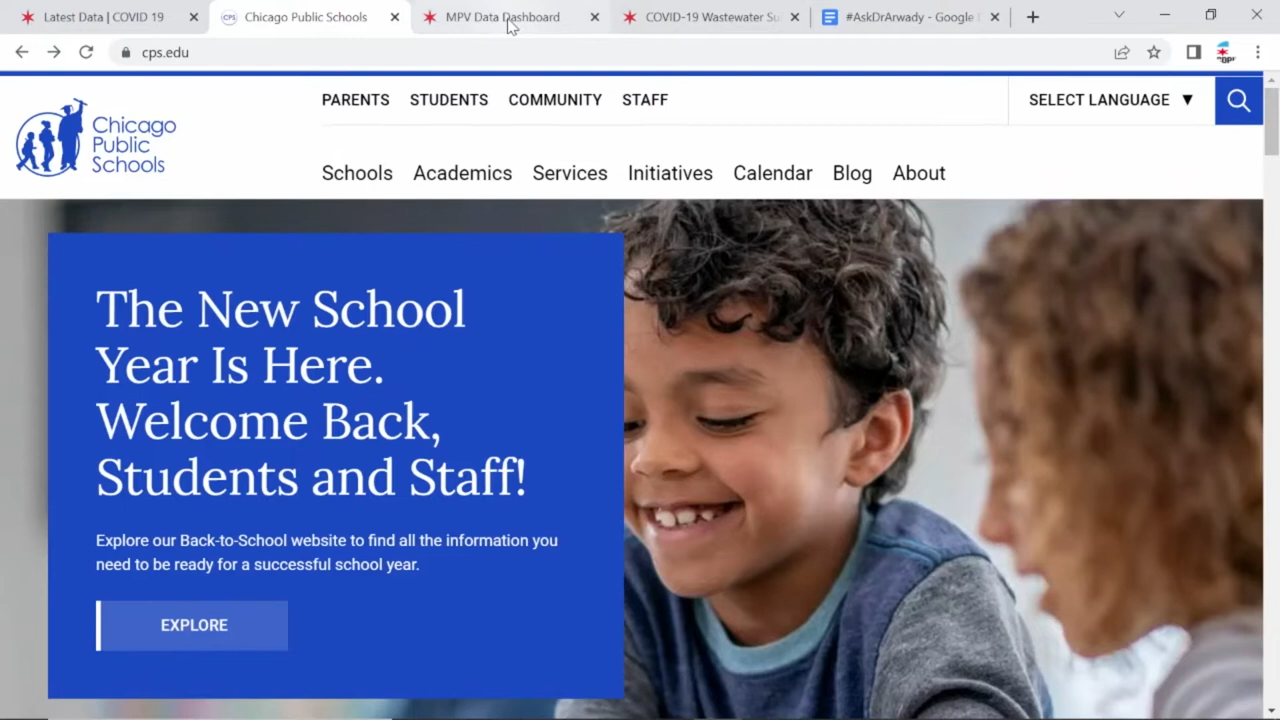 Latest Data | COVID 19
Chicago Public Schools
MPV Data Dashboard
COVID-19 Wastewater Su
#AskDrArwady - Google
cps.edu
PARENTS STUDENTS COMMUNITY STAFF
SELECT LANGUAGE ▼
Chicago
Public
Schools
Schools Academics Services Initiatives Calendar Blog About
The New School
Year Is Here.
Welcome Back,
Students and Staff!
Explore our Back-to-School website to find all the information you
need to be ready for a successful school year.
EXPLORE